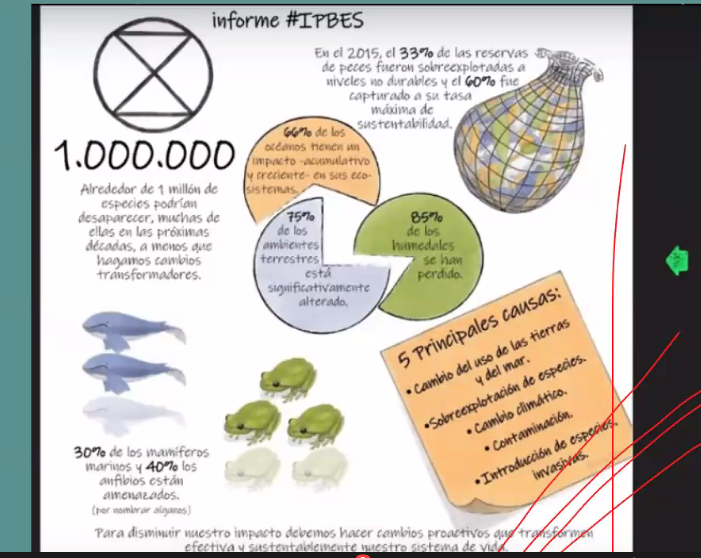 informe #IPBES
En el 2015, el 33% de las reservas
de peces fueron sobreexplotadas a
niveles no durables y el 60% fue
capturado a su tasa
máxima de
sustentabilidad.
1.000.000
Alrededor de 1 millón de
especies podrían
desaparecer, muchas de
ellas en las próximas
décadas, a menos que
hagamos cambios
transformadores.
66% de los
océanos tienen un
impacto -acumulativo
y creciente- en sus eco-
sistemas.
75%
de los
ambientes
terrestres
está
significativamente
alterado.
85%
de los
humedales
se han
perdido.
5 Principales causas:
• Cambio del uso de las tierras
y del mar.
• Sobreexplotación de especies.
• Cambio climático.
• Contaminación.
• Introducción de especies
invasivas.
30% de los mamíferos
marinos y 40% los
anfibios están
amenazados.
(por nombrar algunos)
Para disminuir nuestro impacto debemos hacer cambios proactivos que transformen
efectiva y sustentablemente nuestro sistema de vida.